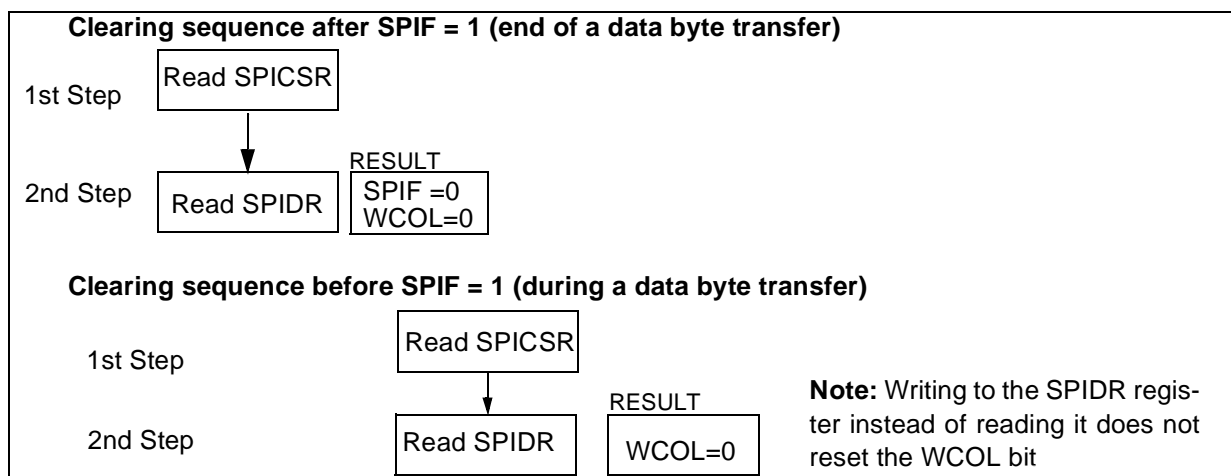 Clearing sequence after SPIF = 1 (end of a data byte transfer)
1st Step
Read SPICSR
2nd Step
Read SPIDR
RESULT
SPIF =0
WCOL=0
Clearing sequence before SPIF = 1 (during a data byte transfer)
1st Step
Read SPICSR
2nd Step
Read SPIDR
RESULT
WCOL=0
Note: Writing to the SPIDR regis-
ter instead of reading it does not
reset the WCOL bit